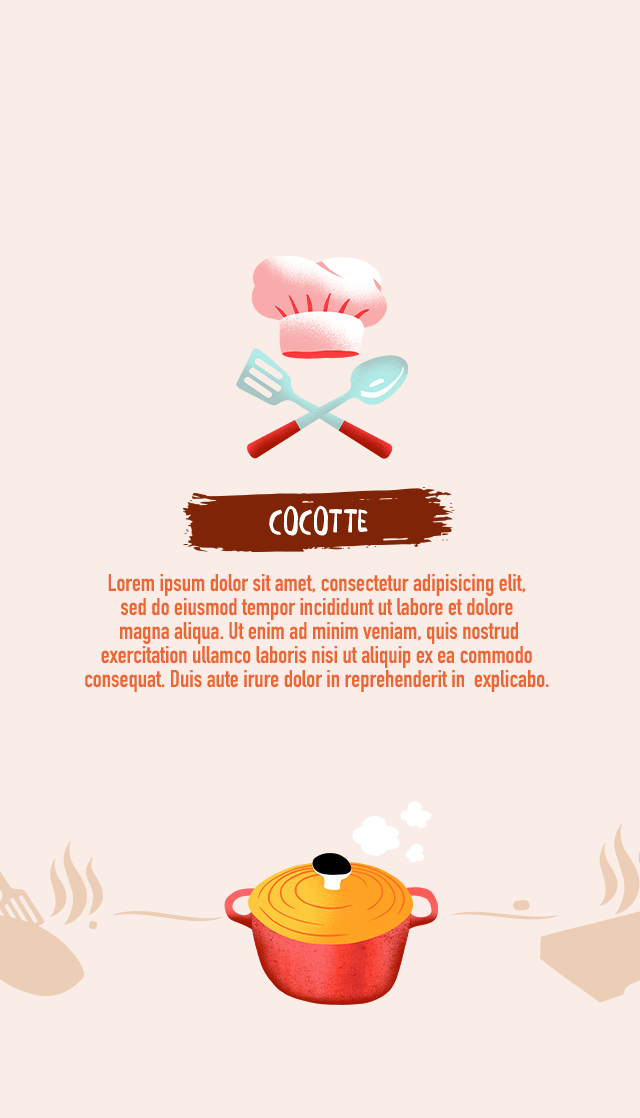 COCOTTE
Lorem ipsum dolor sit amet, consectetur adipisicing elit,
sed do eiusmod tempor incididunt ut labore et dolore
magna aliqua. Ut enim ad minim veniam, quis nostrud
exercitation ullamco laboris nisi ut aliquip ex ea commodo
consequat. Duis aute irure dolor in reprehenderit in  explicabo.